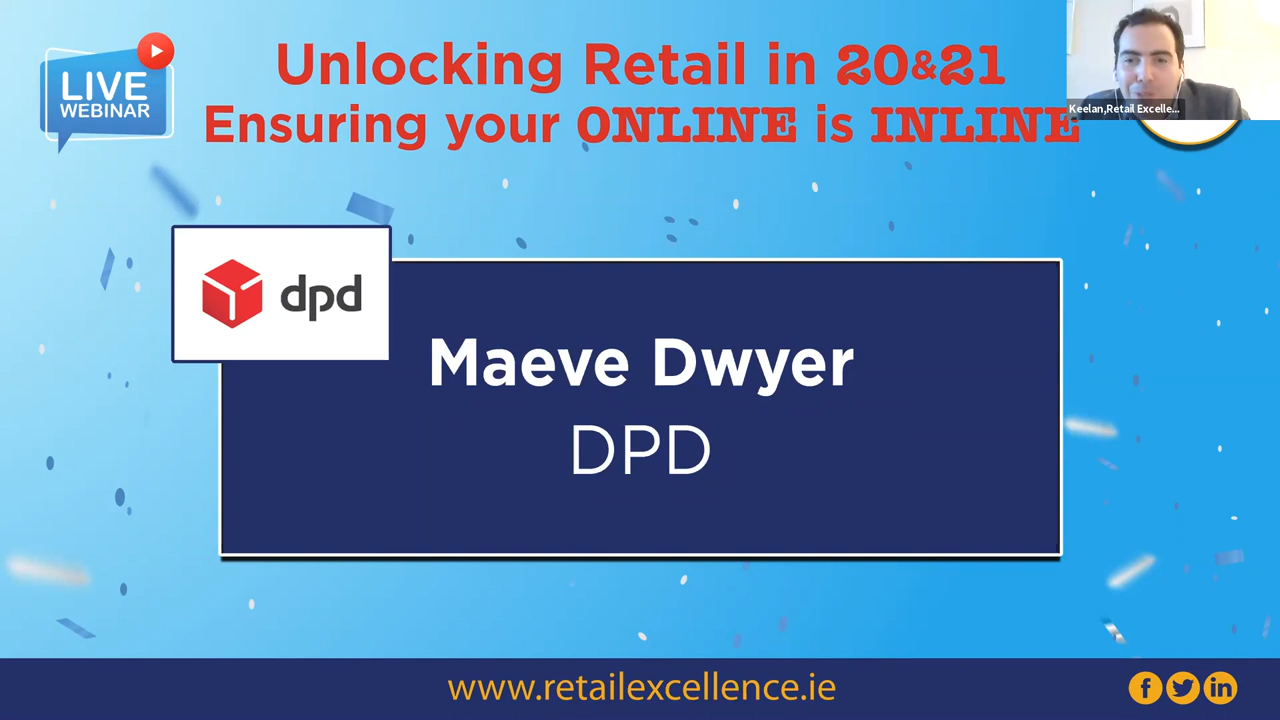 LIVE
WEBINAR
Unlocking Retail in 20&21
Ensuring your ONLINE is INLINE
Keelan,Retail Excelle...
dpd
Maeve Dwyer
DPD
www.retailexcellence.ie
f
in